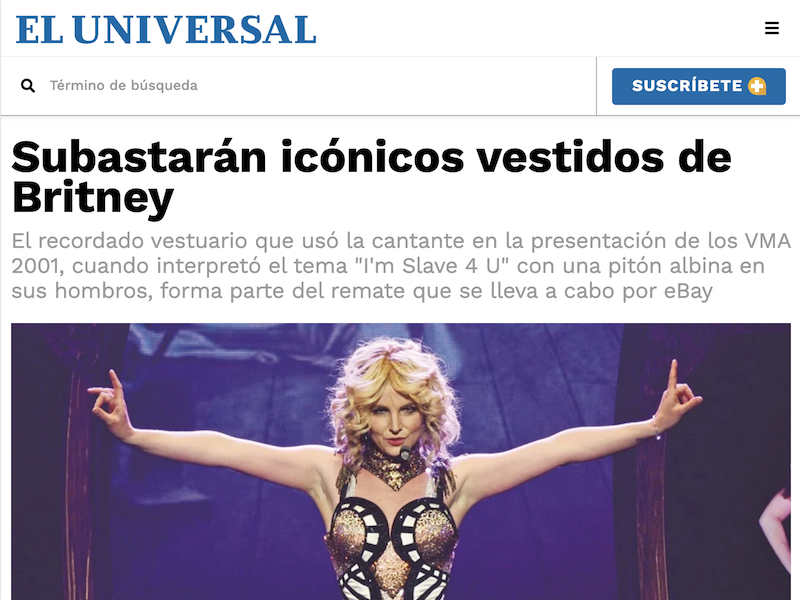 EL UNIVERSAL
Término de búsqueda
SUSCRÍBETE
Subastarán icónicos vestidos de
Britney
El recordado vestuario que usó la cantante en la presentación de los VMA
2001, cuando interpretó el tema "I'm Slave 4 U" con una pitón albina en
sus hombros, forma parte del remate que se lleva a cabo por eBay